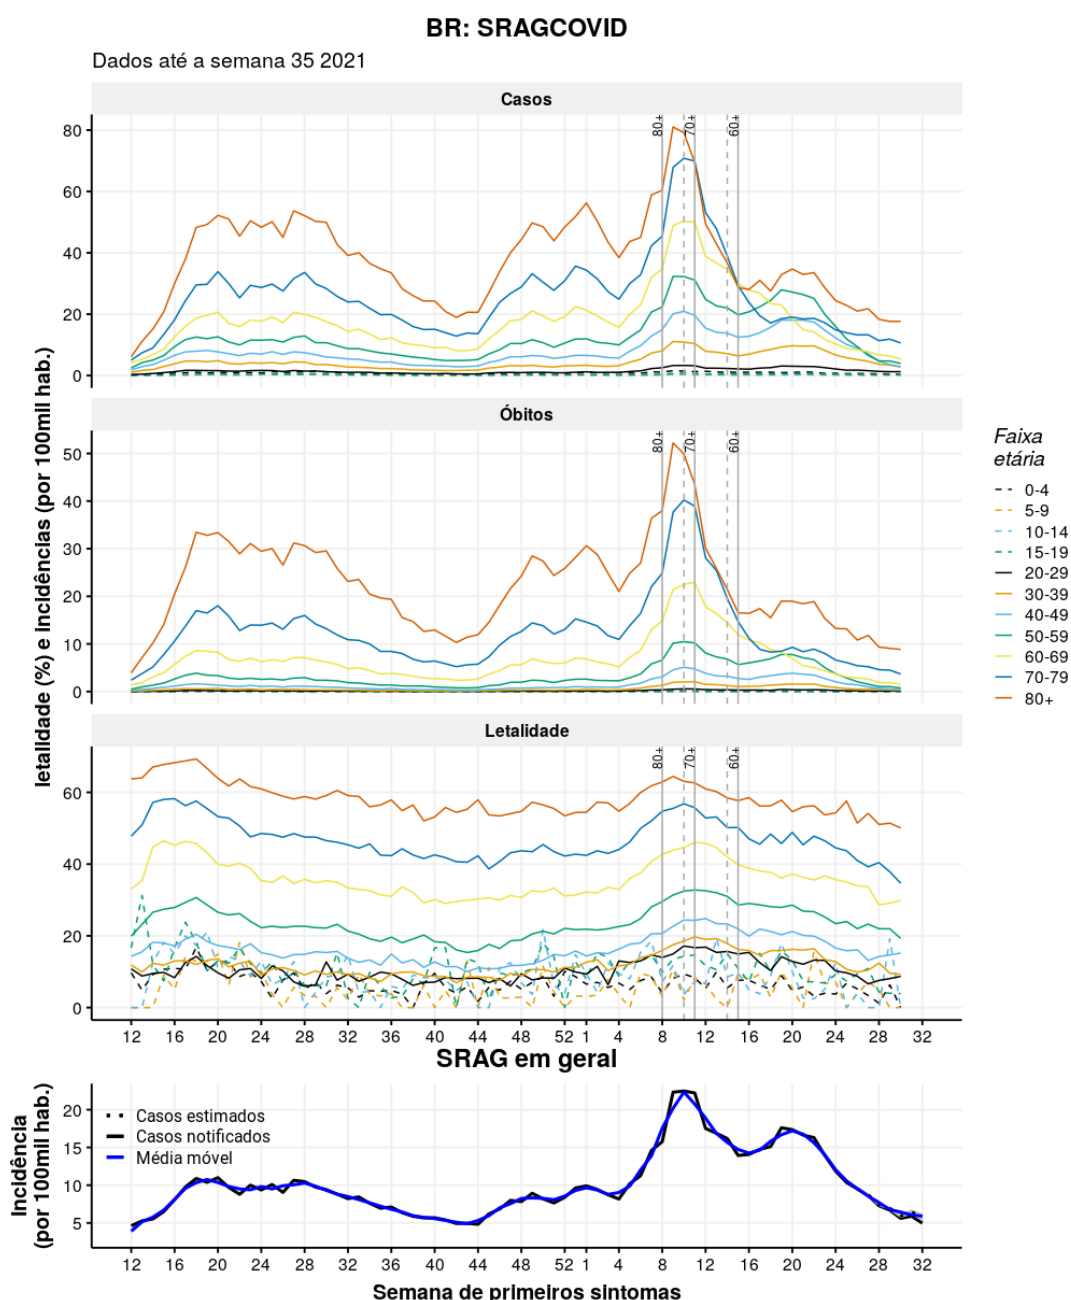 BR: SRAGCOVID
Dados até a semana 35 2021
Casos
80+ 70+ 60+
80
60
40
20
0
Óbitos
80+ 70+ 60+
50
40
30
20
10
0
letalidade (%) e incidências (por 100mil hab.)
Faixa
etária
0-4
5-9
10-14
15-19
20-29
30-39
40-49
50-59
60-69
70-79
80+
Letalidade
80+ 70+ 60+
60
40
20
0
12 16 20 24 28 32 36 40 44 48 52 1 4 8 12 16 20 24 28 32
SRAG em geral
Incidência
(por 100mil hab.)
20
15
10
5
Casos estimados
Casos notificados
Média móvel
12 16 20 24 28 32 36 40 44 48 52 1 4 8 12 16 20 24 28 32
Semana de primeiros sintomas